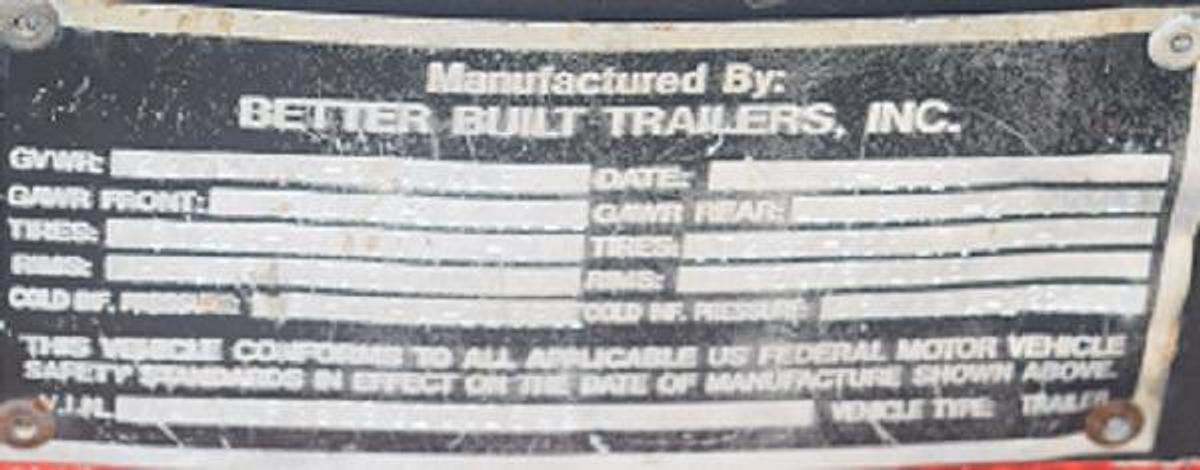 Manufactured By:
BETTER BUILT TRAILERS, INC.
GVWR: DATE:
GAWR FRONT: GAWR REAR:
TIRES: TIRES:
RIMS: RIMS:
COLD INF. PRESSURE: COLD INF. PRESSURE:
THIS VEHICLE CONFORMS TO ALL APPLICABLE US FEDERAL MOTOR VEHICLE
SAFETY STANDARDS IN EFFECT ON THE DATE OF MANUFACTURE SHOWN ABOVE.
V.I.N. VEHICLE TYPE: TRAILER